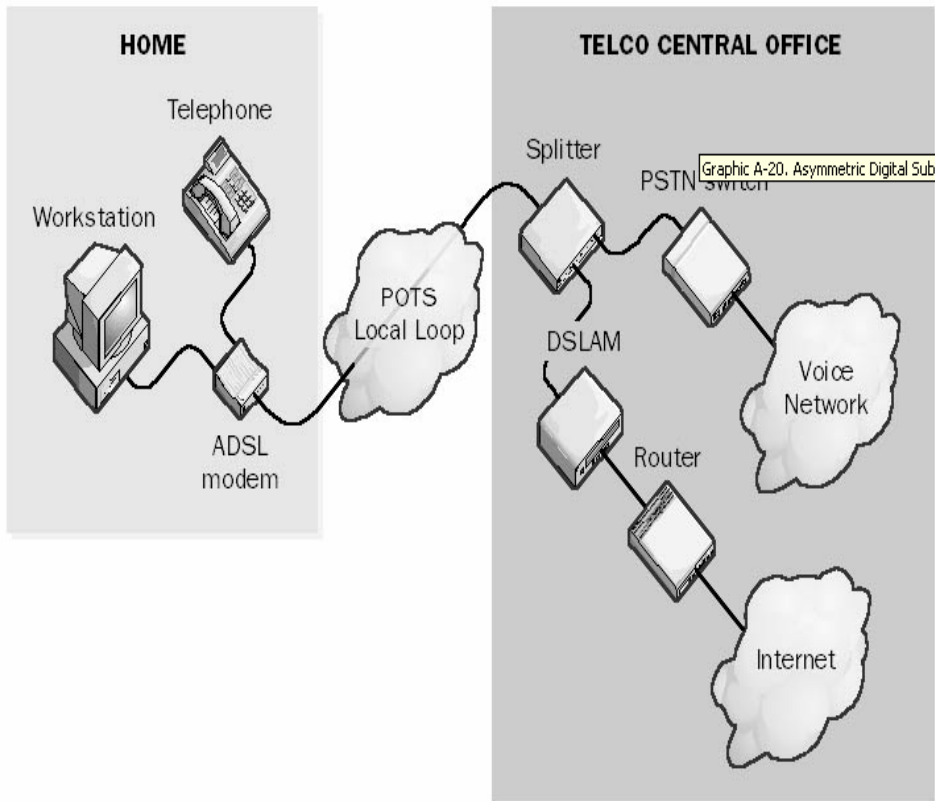 HOME
Telephone
Workstation
ADSL
modem
POTS
Local Loop
TELCO CENTRAL OFFICE
Splitter
Graphic A-20. Asymmetric Digital Sub
PSTN switch
DSLAM
Voice
Network
Router
Internet